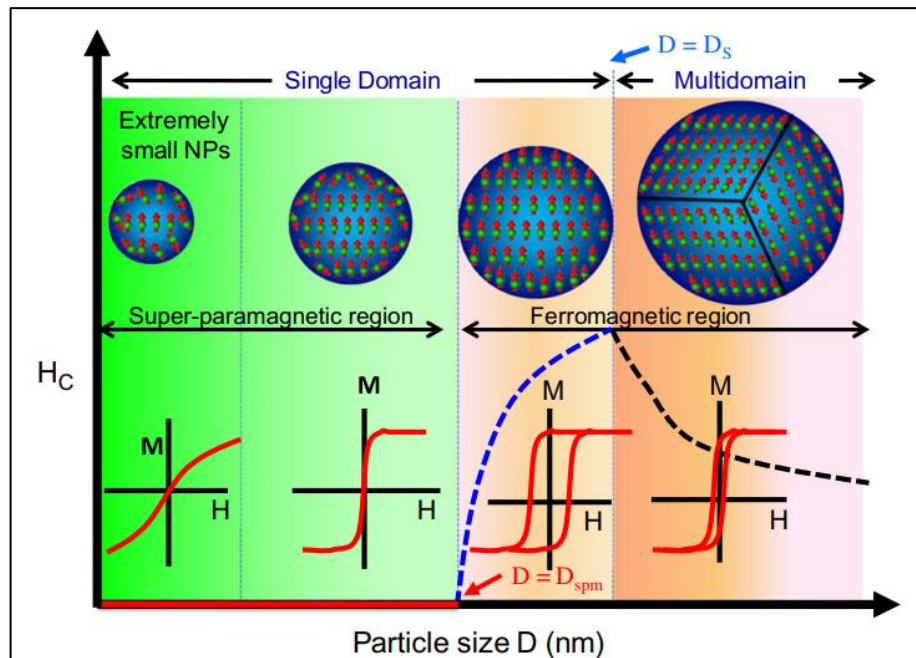 D = D_S
Single Domain
Multidomain
Extremely
small NPs
Super-paramagnetic region
Ferromagnetic region
H_C
M
H
M
H
M
H
M
H
D = D_spm
Particle size D (nm)